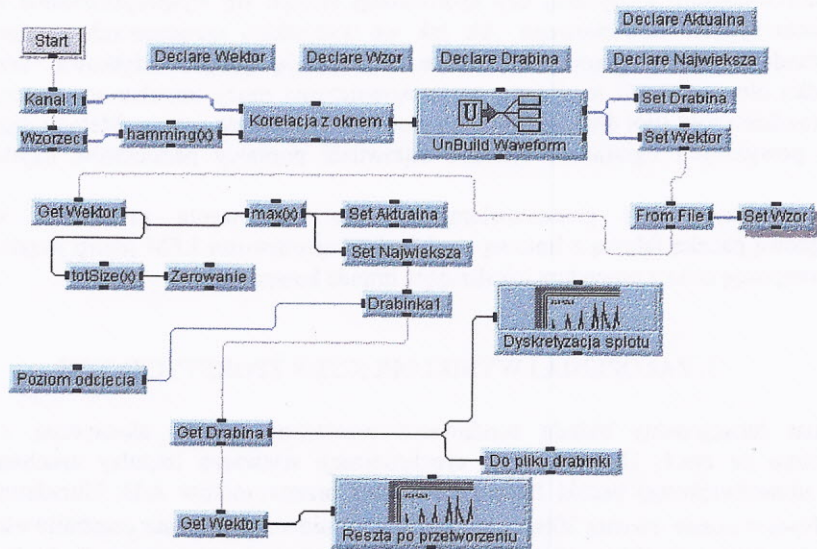 Declare Aktualna
Start
Declare Wektor
Declare Wzor
Declare Drabina
Declare Najwieksza
Kanal 1
Set Drabina
Korelacja z oknem
U
Wzorzec
hamming(x)
UnBuild Waveform
Set Wektor
Get Wektor
max(x)
Set Aktualna
From File
Set Wzor
Set Najwieksza
totSize(x)
Zerowanie
Drabinka1
Dyskretyzacja splotu
Poziom odciecia
Get Drabina
Do pliku drabinki
Get Wektor
Reszta po przetworzeniu